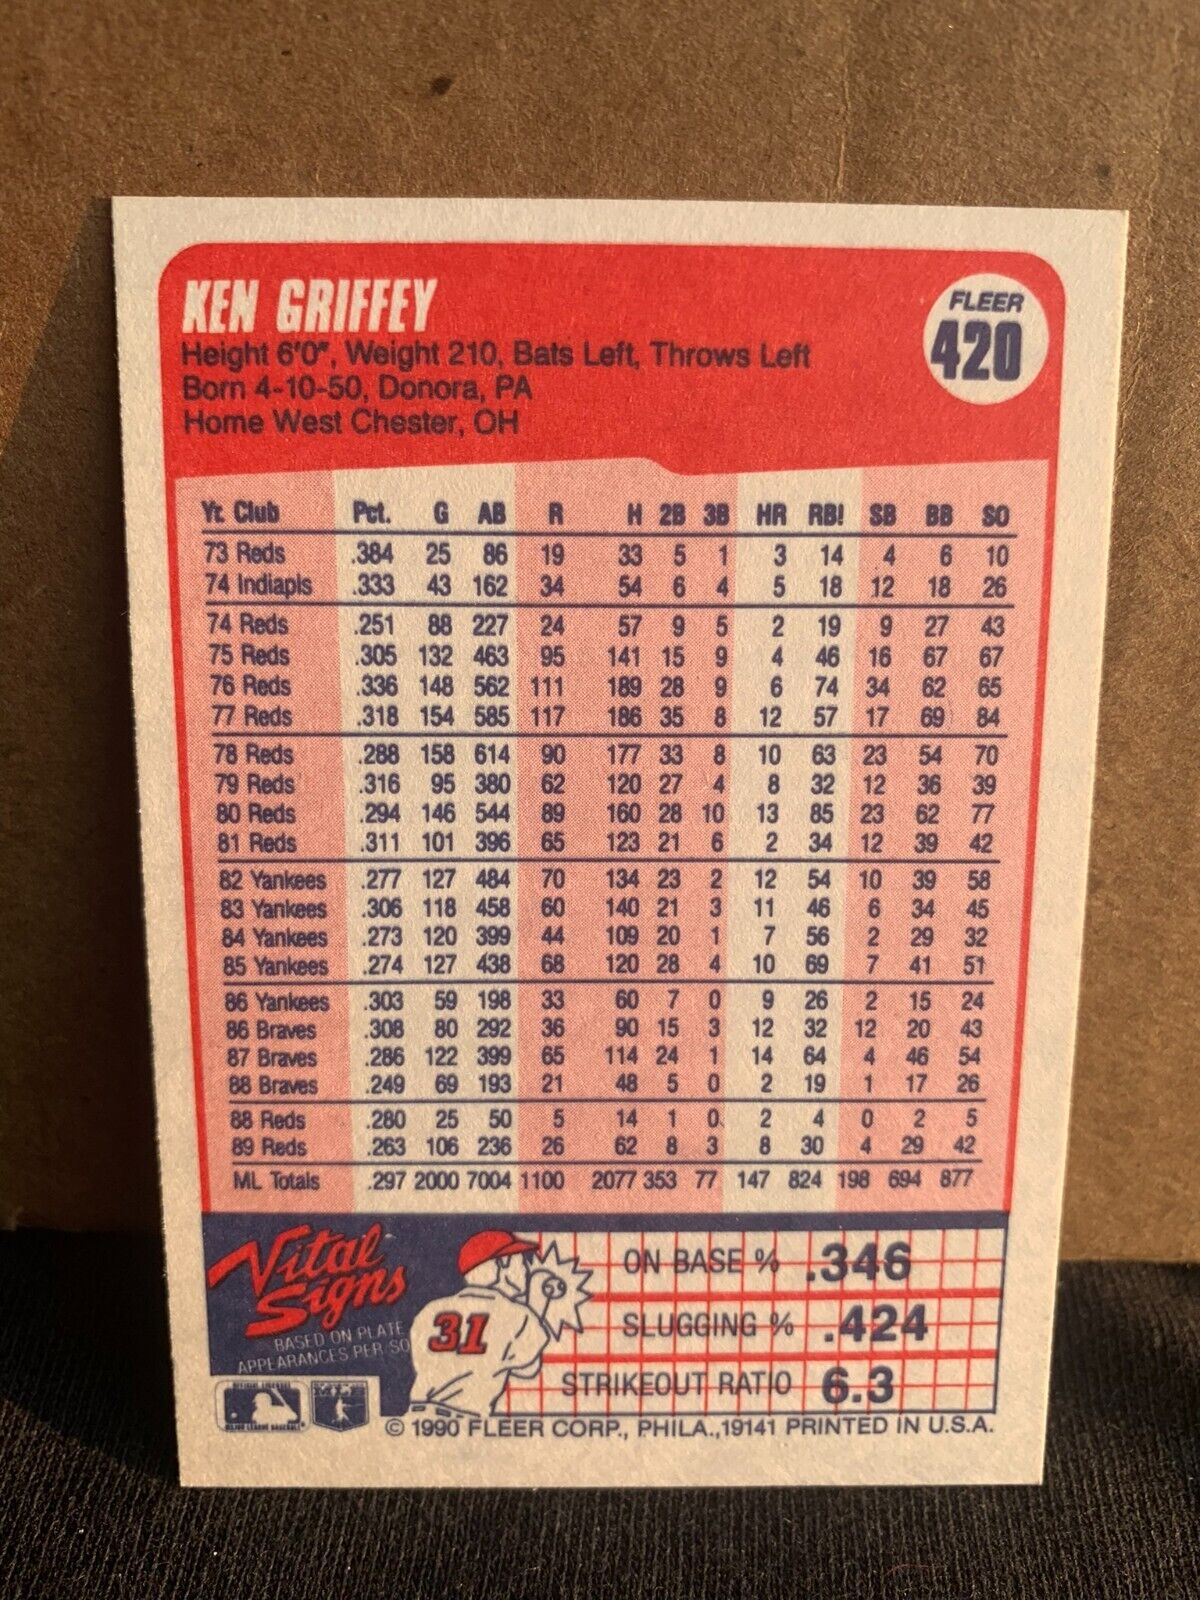 KEN GRIFFEY
FLEER
420
Height 6'0", Weight 210, Bats Left, Throws Left
Born 4-10-50, Donora, PA
Home West Chester, OH
Yr. Club Pct. G AB R H 2B 3B HR RBI SB BB SO
73 Reds .384 25 86 19 33 5 1 3 14 4 6 10
74 Indiapls .333 43 162 34 54 6 4 5 18 12 18 26
74 Reds .251 88 227 24 57 9 5 2 19 9 27 43
75 Reds .305 132 463 95 141 15 9 4 46 16 67 67
76 Reds .336 148 562 111 189 28 9 6 74 34 62 65
77 Reds .318 154 585 117 186 35 8 12 57 17 69 84
78 Reds .288 158 614 90 177 33 8 10 63 23 54 70
79 Reds .316 95 380 62 120 27 4 8 32 12 36 39
80 Reds .294 146 544 89 160 28 10 13 85 23 62 77
81 Reds .311 101 396 65 123 21 6 2 34 12 39 42
82 Yankees .277 127 484 70 134 23 2 12 54 10 39 58
83 Yankees .306 118 458 60 140 21 3 11 46 6 34 45
84 Yankees .273 120 399 44 109 20 1 7 56 2 29 32
85 Yankees .274 127 438 68 120 28 4 10 69 7 41 51
86 Yankees .303 59 198 33 60 7 0 9 26 2 15 24
86 Braves .308 80 292 36 90 15 3 12 32 12 20 43
87 Braves .286 122 399 65 114 24 1 14 64 4 46 54
88 Braves .249 69 193 21 48 5 0 2 19 1 17 26
88 Reds .280 25 50 5 14 1 0 2 4 0 2 5
89 Reds .263 106 236 26 62 8 3 8 30 4 29 42
ML Totals .297 2000 7004 1100 2077 353 77 147 824 198 694 877
Vital Signs
BASED ON PLATE
APPEARANCES PER SO
31
ON BASE % .346
SLUGGING % .424
STRIKEOUT RATIO 6.3
© 1990 FLEER CORP., PHILA.,19141 PRINTED IN U.S.A.